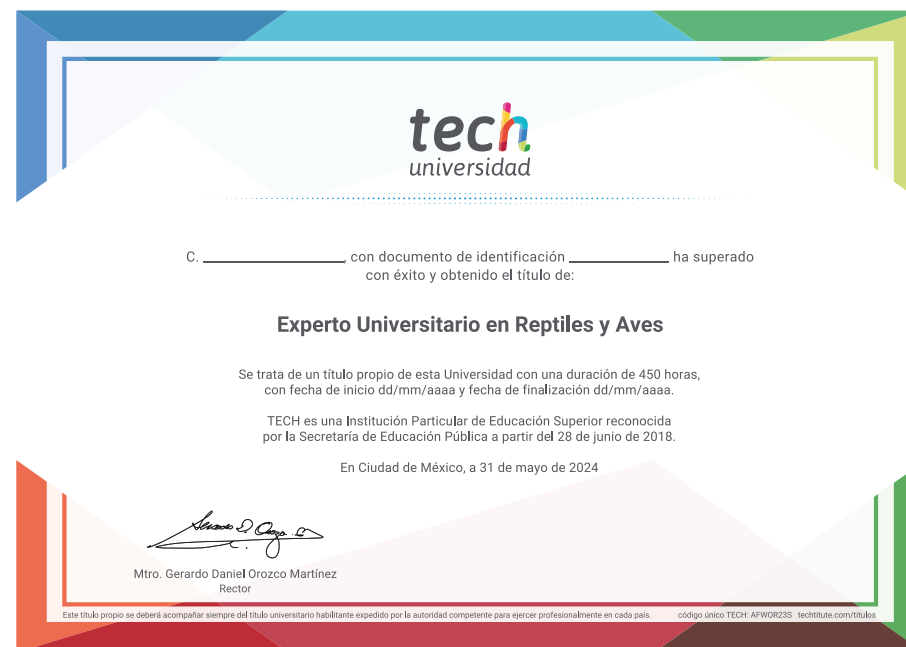 tech
universidad
C. ____________, con documento de identificación ____________ ha superado
con éxito y obtenido el título de:
Experto Universitario en Reptiles y Aves
Se trata de un título propio de esta Universidad con una duración de 450 horas,
con fecha de inicio dd/mm/aaaa y fecha de finalización dd/mm/aaaa.
TECH es una Institución Particular de Educación Superior reconocida
por la Secretaría de Educación Pública a partir del 28 de junio de 2018.
En Ciudad de México, a 31 de mayo de 2024
Mtro. Gerardo Daniel Orozco Martínez
Rector
Este título propio se deberá acompañar siempre del título universitario habilitante expedido por la autoridad competente para ejercer profesionalmente en cada país. código único TECH: AFWOR23S techtitute.com/titulos